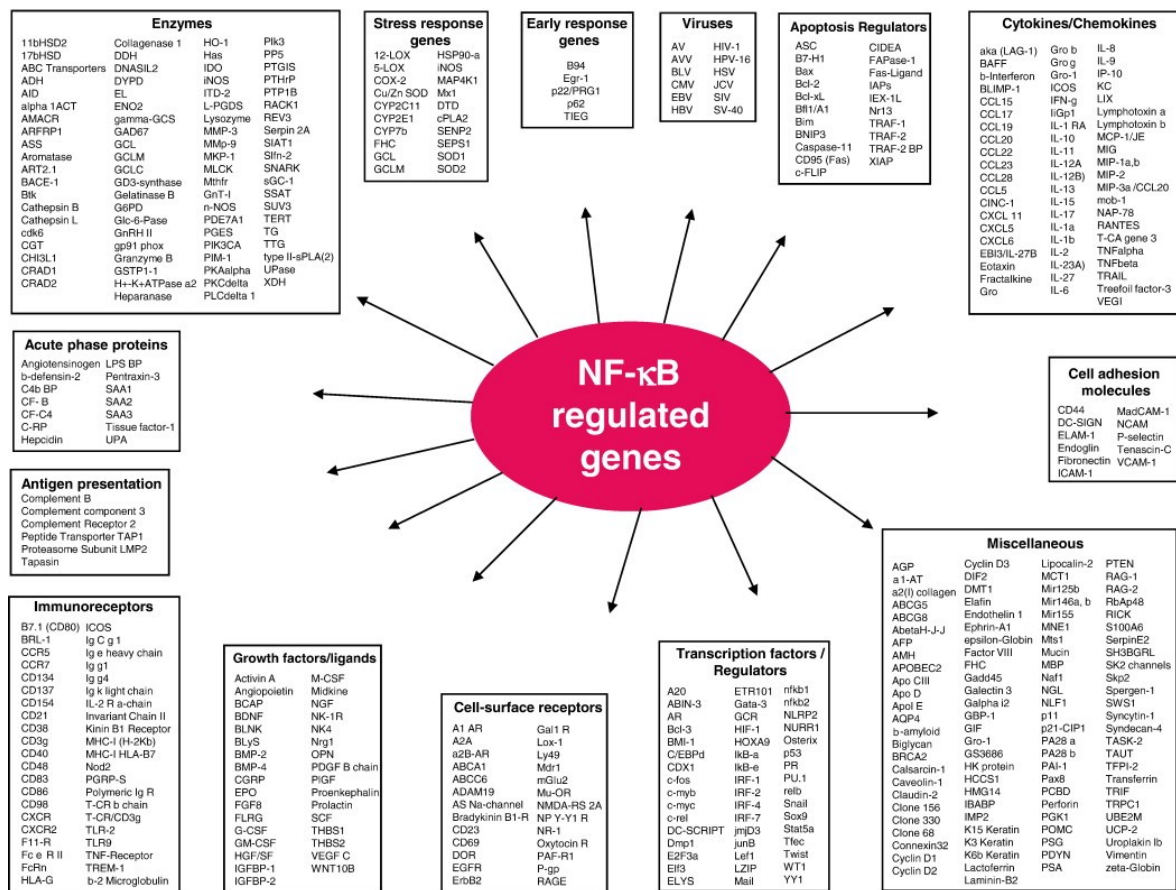 Enzymes
11bHSD2
17bHSD
ABC Transporters
ADH
AID
alpha 1ACT
AMACR
ARFRP1
ASS
Aromatase
ART2.1
BACE-1
Btk
Cathepsin B
Cathepsin L
cdk6
CGT
CHI3L1
CRAD1
CRAD2
Collagenase 1
DDH
DNASIL2
DYPD
EL
ENO2
gamma-GCS
GAD67
GCL
GCLM
GCLC
GD3-synthase
Gelatinase B
G6PD
Glc-6-Pase
GnRH II
gp91 phox
Granzyme B
GSTP1-1
H+-K+ATPase a2
Heparanase
HO-1
Has
IDO
iNOS
ITD-2
L-PGDS
Lysozyme
MMP-3
MMp-9
MKP-1
MLCK
Mthfr
GnT-I
n-NOS
PDE7A1
PGES
PIK3CA
PIM-1
PKAalpha
PKCdelta
PLCdelta 1
Plk3
PP5
PTGIS
PTHrP
PTP1B
RACK1
REV3
Serpin 2A
SIAT1
Slfn-2
SNARK
sGC-1
SSAT
SUV3
TERT
TG
TTG
type II-sPLA(2)
UPase
XDH
Stress response
genes
12-LOX
5-LOX
COX-2
Cu/Zn SOD
CYP2C11
CYP2E1
CYP7b
FHC
GCL
GCLM
HSP90-a
iNOS
MAP4K1
Mx1
DTD
cPLA2
SENP2
SEPS1
SOD1
SOD2
Early response
genes
B94
Egr-1
p22/PRG1
p62
TIEG
Viruses
AV
AVV
BLV
CMV
EBV
HBV
HIV-1
HPV-16
HSV
JCV
SIV
SV-40
Apoptosis Regulators
ASC
B7-H1
Bax
Bcl-2
Bcl-xL
Bfl1/A1
Bim
BNIP3
Caspase-11
CD95 (Fas)
c-FLIP
CIDEA
FAPase-1
Fas-Ligand
IAPs
IEX-1L
Nr13
TRAF-1
TRAF-2
TRAF-2 BP
XIAP
Cytokines/Chemokines
aka (LAG-1)
BAFF
b-Interferon
BLIMP-1
CCL15
CCL17
CCL19
CCL20
CCL22
CCL23
CCL28
CCL5
CINC-1
CXCL 11
CXCL5
CXCL6
EBI3/IL-27B
Eotaxin
Fractalkine
Gro
Gro b
Gro g
Gro-1
ICOS
IFN-g
IiGp1
IL-1 RA
IL-10
IL-11
IL-12A
IL-12B)
IL-13
IL-15
IL-17
IL-1a
IL-1b
IL-2
IL-23A)
IL-27
IL-6
IL-8
IL-9
IP-10
KC
LIX
Lymphotoxin a
Lymphotoxin b
MCP-1/JE
MIG
MIP-1a,b
MIP-2
MIP-3a /CCL20
mob-1
NAP-78
RANTES
T-CA gene 3
TNFalpha
TNFbeta
TRAIL
Treefoil factor-3
VEGI
NF-κB
regulated
genes
Acute phase proteins
Angiotensinogen
b-defensin-2
C4b BP
CF- B
CF-C4
C-RP
Hepcidin
LPS BP
Pentraxin-3
SAA1
SAA2
SAA3
Tissue factor-1
UPA
Cell adhesion
molecules
CD44
DC-SIGN
ELAM-1
Endoglin
Fibronectin
ICAM-1
MadCAM-1
NCAM
P-selectin
Tenascin-C
VCAM-1
Antigen presentation
Complement B
Complement component 3
Complement Receptor 2
Peptide Transporter TAP1
Proteasome Subunit LMP2
Tapasin
Immunoreceptors
B7.1 (CD80)
BRL-1
CCR5
CCR7
CD134
CD137
CD154
CD21
CD38
CD3g
CD40
CD48
CD83
CD86
CD98
CXCR
CXCR2
F11-R
Fc e R II
FcRn
HLA-G
ICOS
Ig C g 1
Ig e heavy chain
Ig g1
Ig g4
Ig k light chain
IL-2 R a-chain
Invariant Chain II
Kinin B1 Receptor
MHC-I (H-2Kb)
MHC-I HLA-B7
Nod2
PGRP-S
Polymeric Ig R
T-CR b chain
T-CR/CD3g
TLR-2
TLR9
TNF-Receptor
TREM-1
b-2 Microglobulin
Growth factors/ligands
Activin A
Angiopoietin
BCAP
BDNF
BLNK
BLyS
BMP-2
BMP-4
CGRP
EPO
FGF8
FLRG
G-CSF
GM-CSF
HGF/SF
IGFBP-1
IGFBP-2
M-CSF
Midkine
NGF
NK-1R
NK4
Nrg1
OPN
PDGF B chain
PIGF
Proenkephalin
Prolactin
SCF
THBS1
THBS2
VEGF C
WNT10B
Cell-surface receptors
A1 AR
A2A
a2B-AR
ABCA1
ABCC6
ADAM19
AS Na-channel
Bradykinin B1-R
CD23
CD69
DOR
EGFR
ErbB2
Gal1 R
Lox-1
Ly49
Mdr1
mGlu2
Mu-OR
NMDA-RS 2A
NP Y-Y1 R
NR-1
Oxytocin R
PAF-R1
P-gp
RAGE
Transcription factors /
Regulators
A20
ABIN-3
AR
Bcl-3
BMI-1
C/EBPd
CDX1
c-fos
c-myb
c-myc
c-rel
DC-SCRIPT
Dmp1
E2F3a
Elf3
ELYS
ETR101
Gata-3
GCR
HIF-1
HOXA9
IkB-a
IkB-e
IRF-1
IRF-2
IRF-4
IRF-7
jmjD3
junB
Lef1
LZIP
Mail
nfkb1
nfkb2
NLRP2
NURR1
Osterix
p53
PR
PU.1
relb
Snail
Sox9
Stat5a
Tfec
Twist
WT1
YY1
Miscellaneous
AGP
a1-AT
a2(I) collagen
ABCG5
ABCG8
AbetaH-J-J
AFP
AMH
APOBEC2
Apo CIII
Apo D
Apol E
AQP4
b-amyloid
Biglycan
BRCA2
Calsarcin-1
Caveolin-1
Claudin-2
Clone 156
Clone 330
Clone 68
Connexin32
Cyclin D1
Cyclin D2
Cyclin D3
DIF2
DMT1
Elafin
Endothelin 1
Ephrin-A1
epsilon-Globin
Factor VIII
FHC
Gadd45
Galectin 3
Galpha i2
GBP-1
GIF
Gro-1
GS3686
HK protein
HCCS1
HMG14
IBABP
IMP2
K15 Keratin
K3 Keratin
K6b Keratin
Lactoferrin
Laminin-B2
Lipocalin-2
MCT1
Mir125b
Mir146a, b
Mir155
MNE1
Mts1
Mucin
MBP
Naf1
NGL
NLF1
p11
p21-CIP1
PA28 a
PA28 b
PAI-1
Pax8
PCBD
Perforin
PGK1
POMC
PSG
PDYN
PSA
PTEN
RAG-1
RAG-2
RbAp48
RICK
S100A6
SerpinE2
SH3BGRL
SK2 channels
Skp2
Spergen-1
SWS1
Syncytin-1
Syndecan-4
TASK-2
TAUT
TFPI-2
Transferrin
TRIF
TRPC1
UBE2M
UCP-2
Uroplakin Ib
Vimentin
zeta-Globin